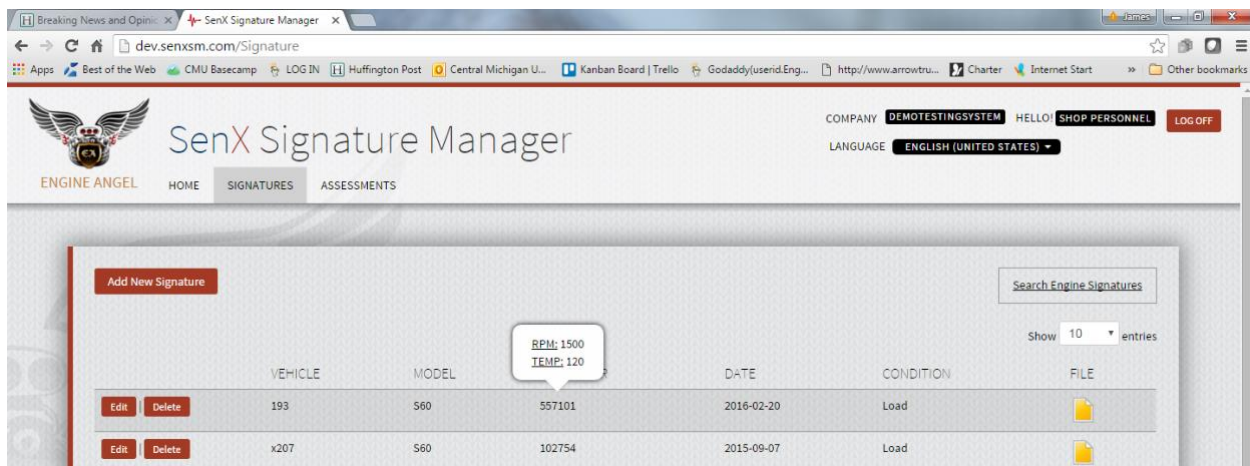 Breaking News and Opinio
SenX Signature Manager
James
dev.senxsm.com/Signature
Apps Best of the Web CMU Basecamp LOG IN Huffington Post Central Michigan U... Kanban Board | Trello Godaddy(userid.Eng... http://www.arrowtru... Charter Internet Start » Other bookmarks
ENGINE ANGEL
SenX Signature Manager
COMPANY DEMOTESTINGSYSTEM HELLO! SHOP PERSONNEL LOG OFF
LANGUAGE ENGLISH (UNITED STATES)
HOME SIGNATURES ASSESSMENTS
Add New Signature
Search Engine Signatures
Show 10 entries
RPM: 1500
TEMP: 120
VEHICLE MODEL DATE CONDITION FILE
Edit | Delete 193 S60 557101 2016-02-20 Load
Edit | Delete x207 S60 102754 2015-09-07 Load